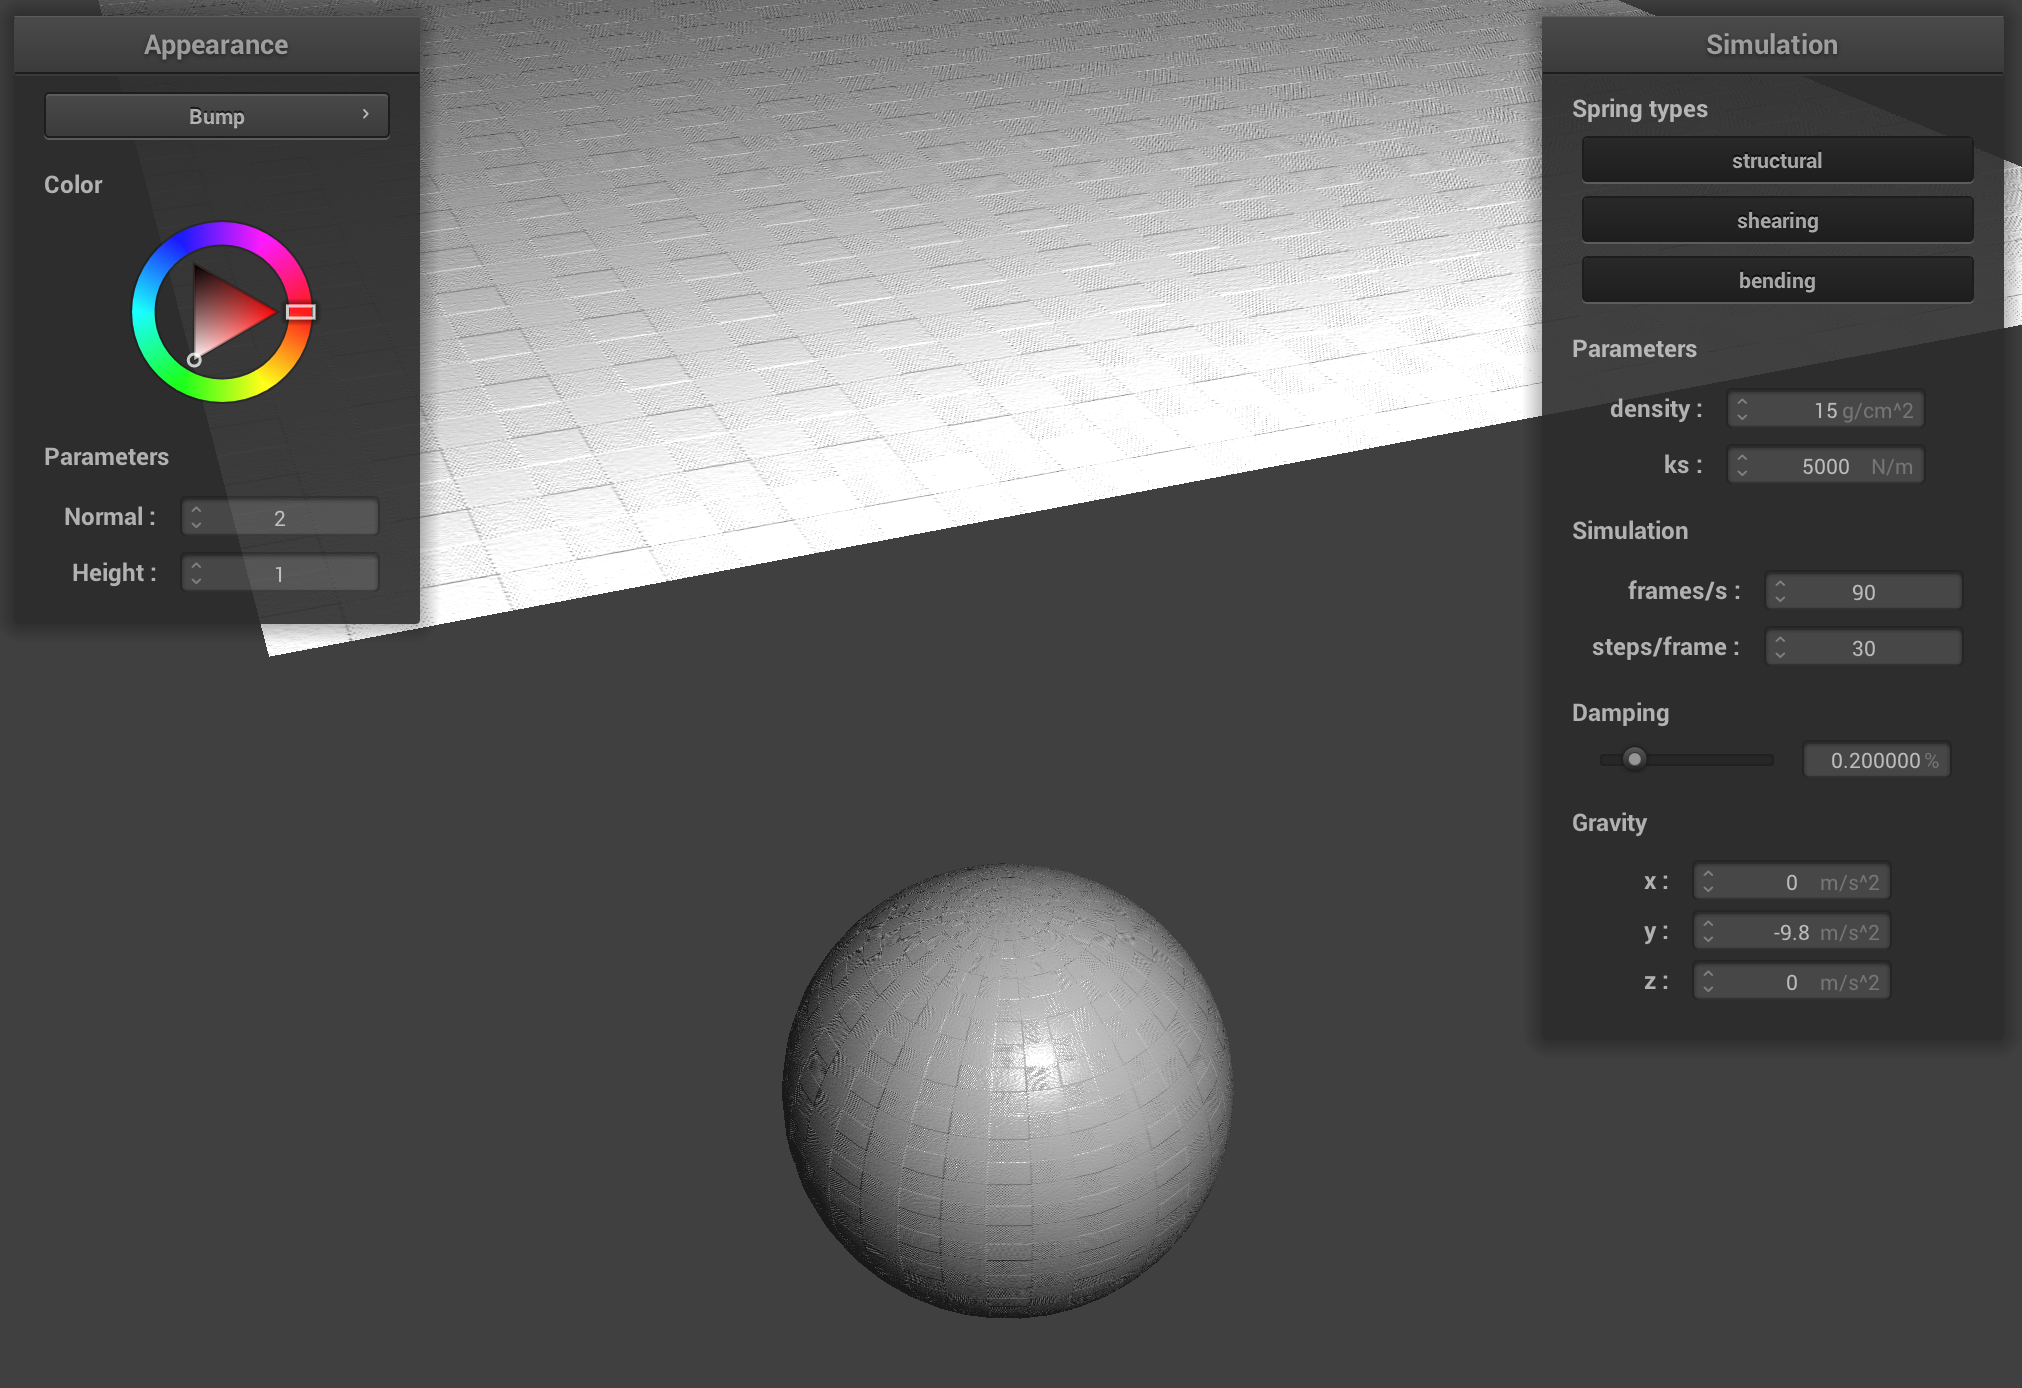 Appearance
Bump
Color
Parameters
Normal : 2
Height : 1
Simulation
Spring types
structural
shearing
bending
Parameters
density : 15 g/cm^2
ks : 5000 N/m
Simulation
frames/s : 90
steps/frame : 30
Damping
0.200000 %
Gravity
x : 0 m/s^2
y : -9.8 m/s^2
z : 0 m/s^2